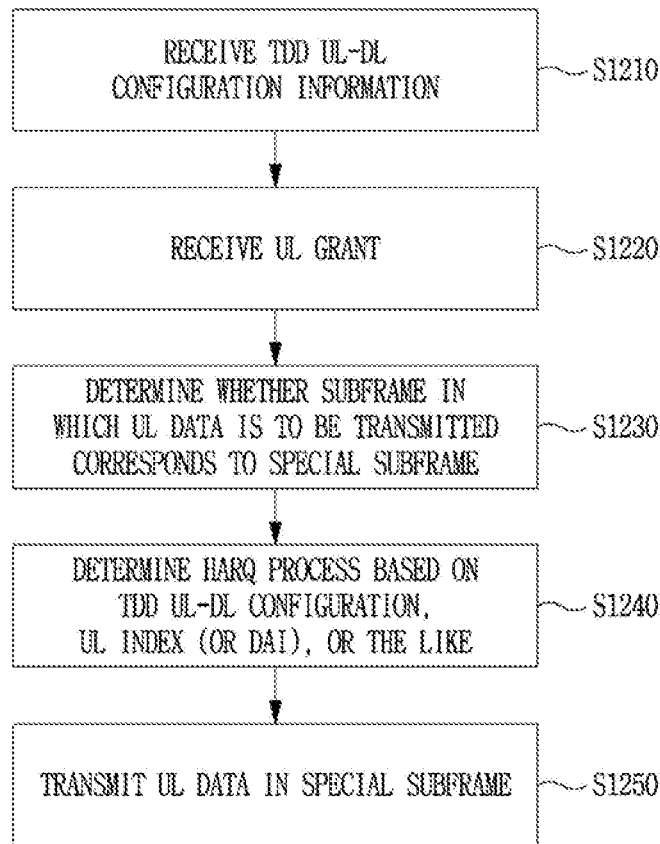 RECEIVE TDD UL-DL
CONFIGURATION INFORMATION
S1210
RECEIVE UL GRANT
S1220
DETERMINE WHETHER SUBFRAME IN
WHICH UL DATA IS TO BE TRANSMITTED
CORRESPONDS TO SPECIAL SUBFRAME
S1230
DETERMINE HARQ PROCESS BASED ON
TDD UL-DL CONFIGURATION,
UL INDEX (OR DAI), OR THE LIKE
S1240
TRANSMIT UL DATA IN SPECIAL SUBFRAME
S1250